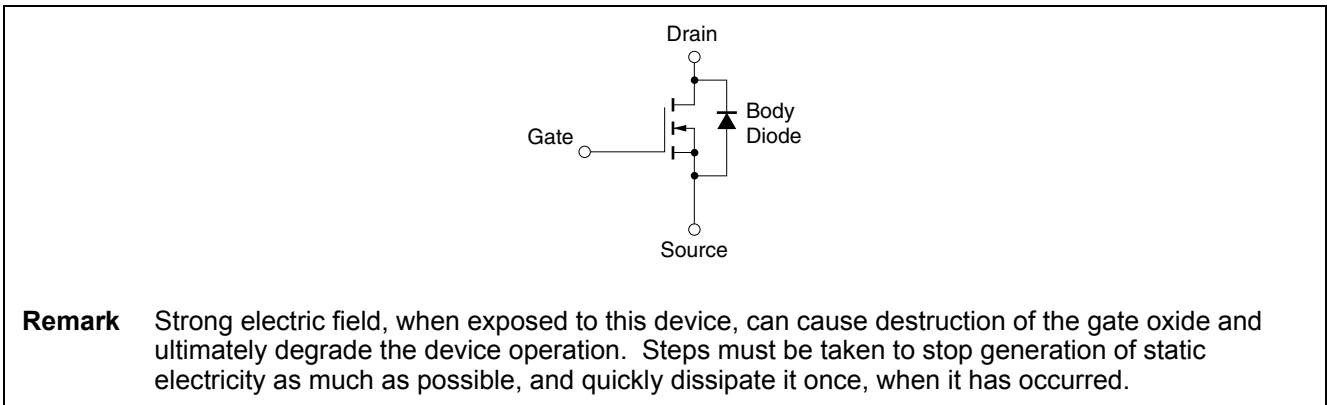 Drain
Body
Diode
Gate
Source
Remark Strong electric field, when exposed to this device, can cause destruction of the gate oxide and
ultimately degrade the device operation. Steps must be taken to stop generation of static
electricity as much as possible, and quickly dissipate it once, when it has occurred.